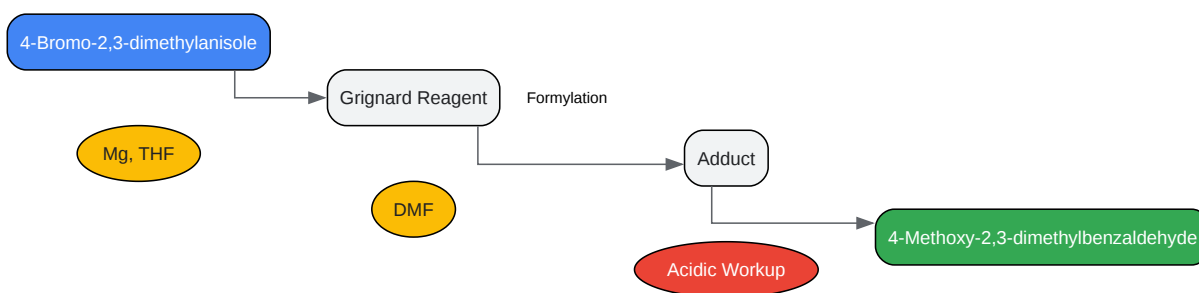 4-Bromo-2,3-dimethylanisole
Grignard Reagent
Formylation
Mg, THF
Adduct
DMF
4-Methoxy-2,3-dimethylbenzaldehyde
Acidic Workup